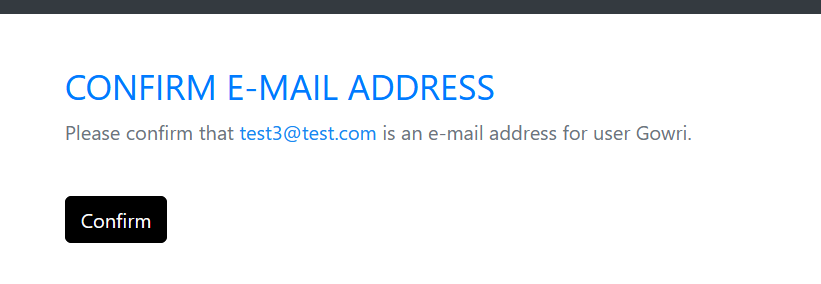 CONFIRM E-MAIL ADDRESS
Please confirm that test3@test.com is an e-mail address for user Gowri.
Confirm